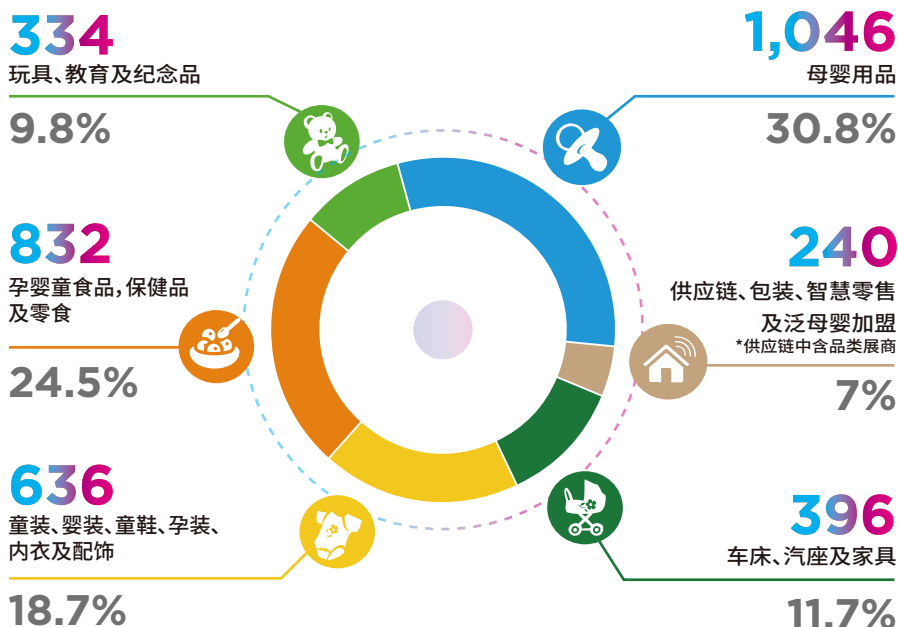 334
玩具、教育及纪念品
9.8%
832
孕婴童食品,保健品
及零食
24.5%
636
童装、婴装、童鞋、孕装、
内衣及配饰
18.7%
1,046
母婴用品
30.8%
240
供应链、包装、智慧零售
及泛母婴加盟
*供应链中含品类展商
7%
396
车床、汽座及家具
11.7%